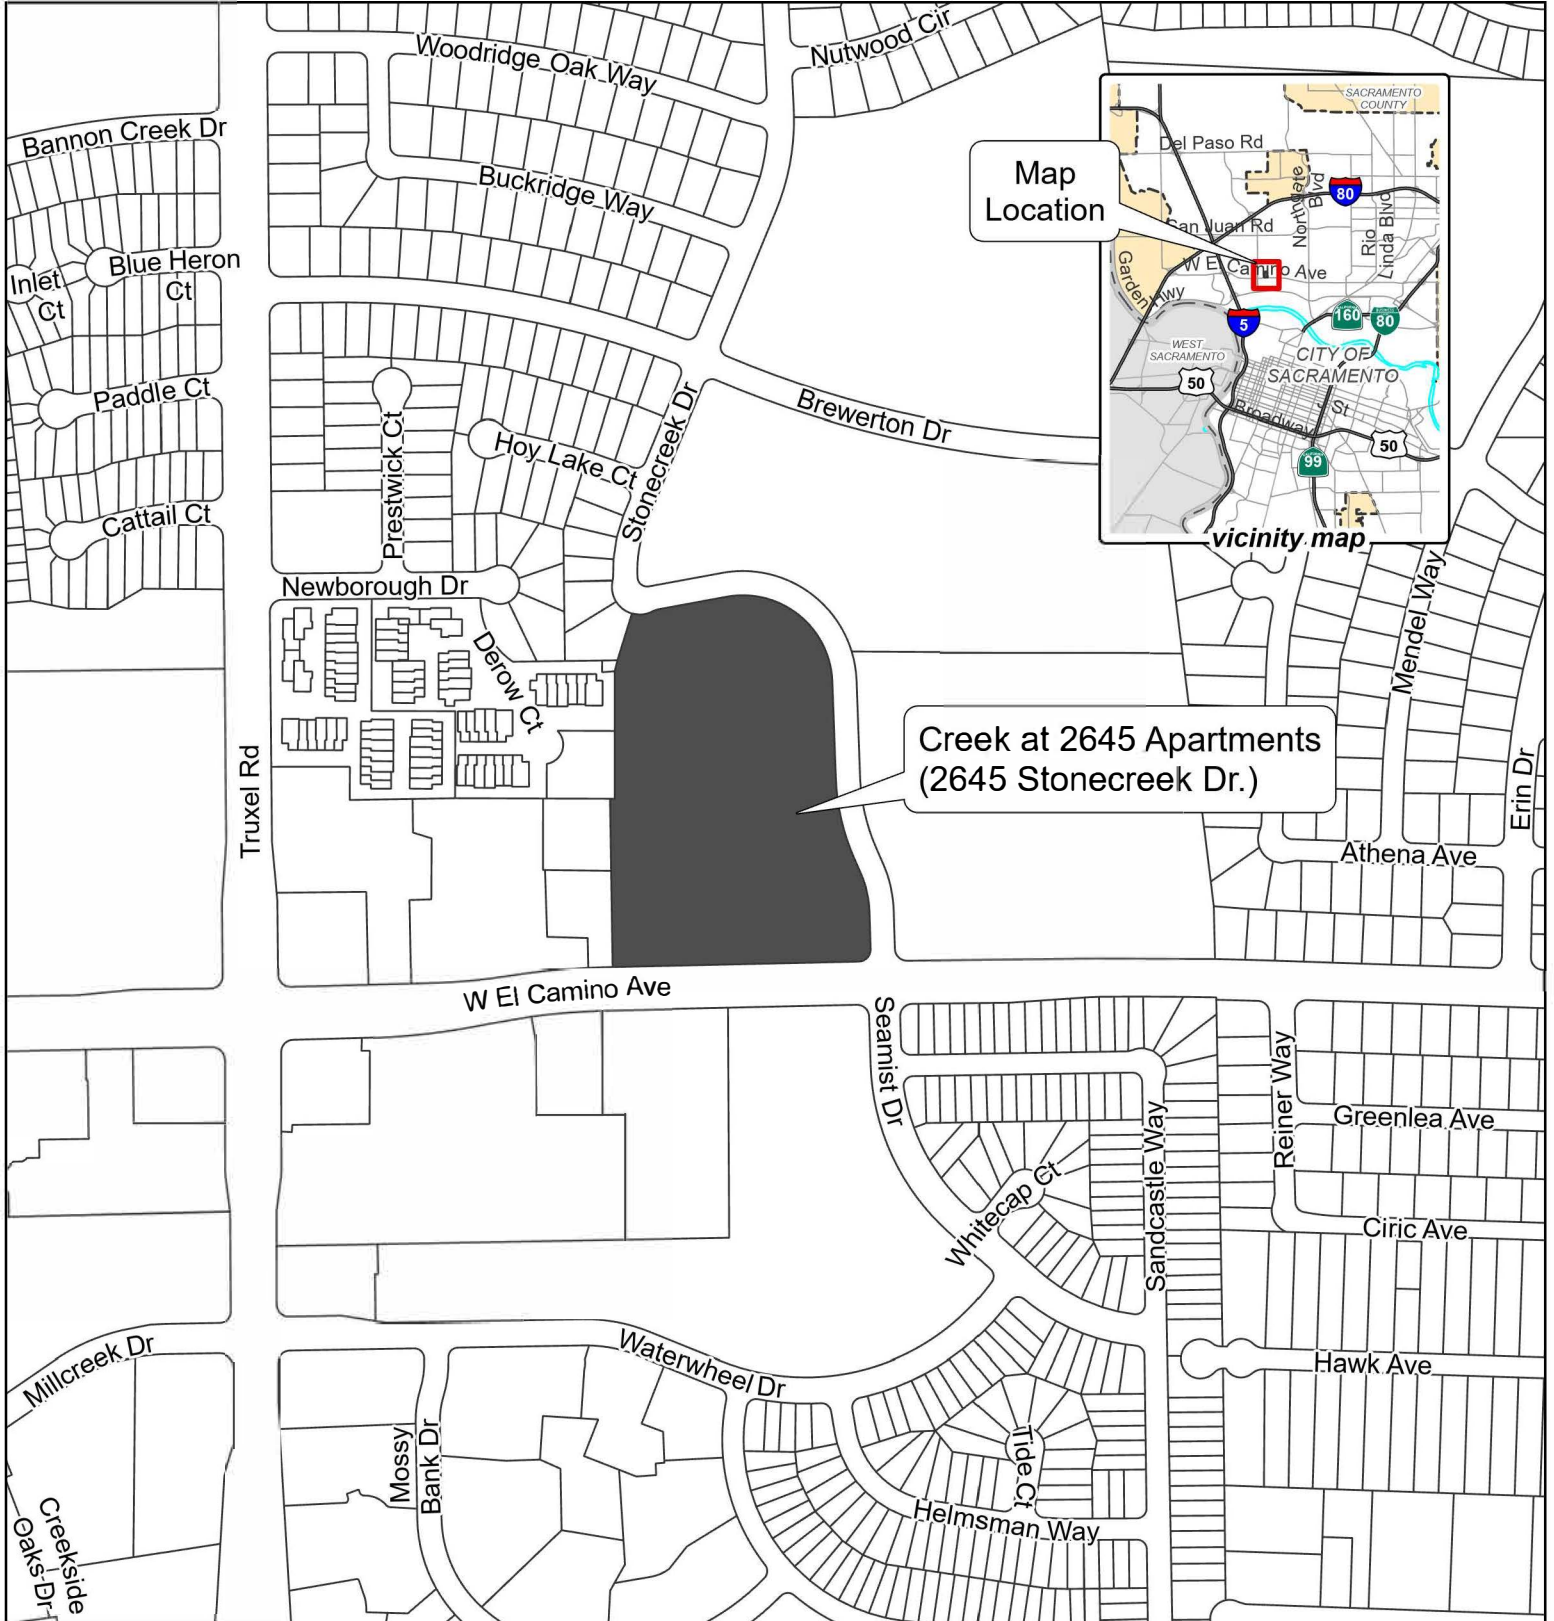 Woodridge Oak Way
Nutwood Cir
Bannon Creek Dr
Buckridge Way
Blue Heron
Ct
Inlet
Ct
Paddle Ct
Prestwick Ct
Hoy Lake Ct
Stonecreek Dr
Brewerton Dr
Cattail Ct
Newborough Dr
Derow Ct
Truxel Rd
Map
Location
SACRAMENTO
COUNTY
Del Paso Rd
Northgate
Blvd
80
San Juan Rd
Rio
Linda Blvd
Garden Hwy
W El Camino Ave
5
160
80
WEST
SACRAMENTO
CITY OF
SACRAMENTO
50
Broadway
J St
50
99
vicinity map
Mendel Way
Creek at 2645 Apartments
(2645 Stonecreek Dr.)
Erin Dr
Athena Ave
W El Camino Ave
Seamist Dr
Reiner Way
Greenlea Ave
Sandcastle Way
Whitecap Ct
Ciric Ave
Millcreek Dr
Waterwheel Dr
Hawk Ave
Mossy
Bank Dr
Tide Ct
Helmsman Way
Creekside
Oaks Dr